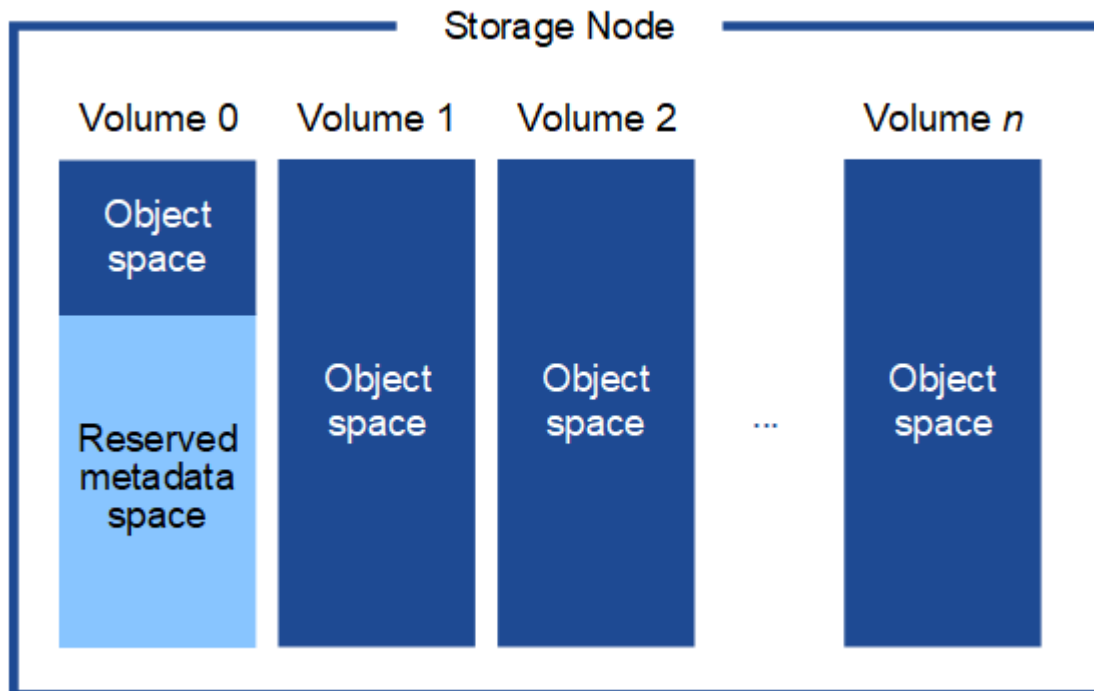 Storage Node
Volume 0
Volume 1
Volume 2
Volume n
Object
space
Reserved
metadata
space
Object
space
Object
space
...
Object
space